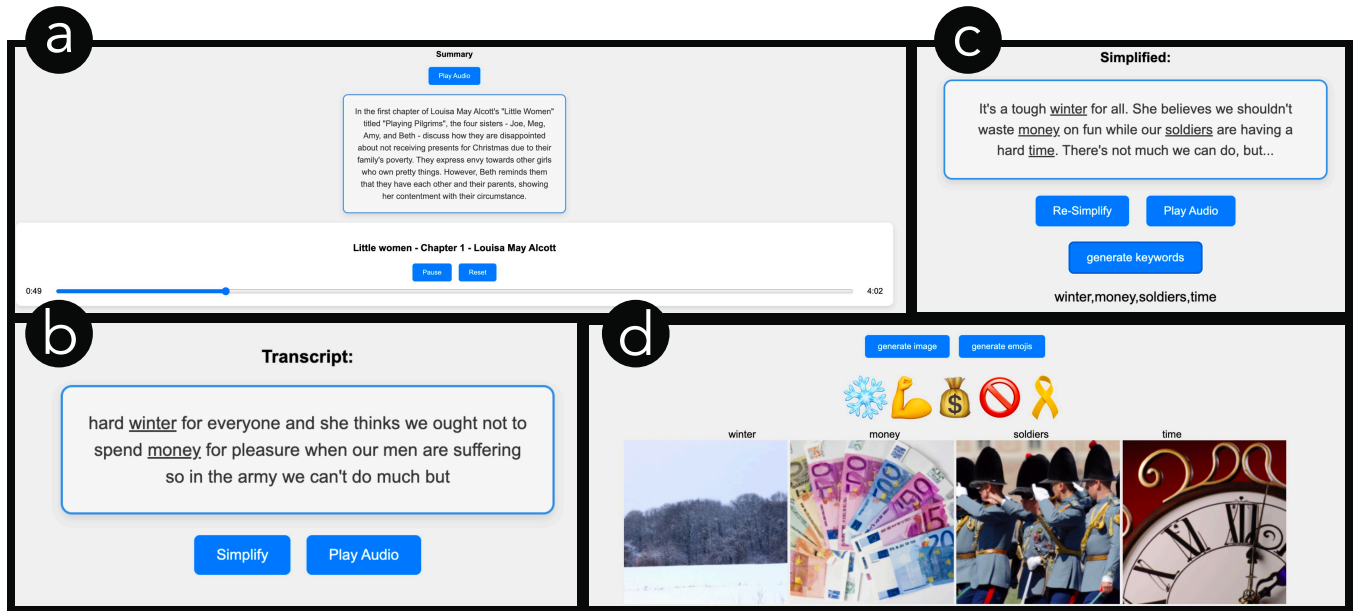 a
Summary
Play Audio
In the first chapter of Louisa May Alcott's "Little Women"
titled "Playing Pilgrims", the four sisters - Joe, Meg,
Amy, and Beth - discuss how they are disappointed
about not receiving presents for Christmas due to their
family's poverty. They express envy towards other girls
who own pretty things. However, Beth reminds them
that they have each other and their parents, showing
her contentment with their circumstance.
Little women - Chapter 1 - Louisa May Alcott
Pause Reset
0:49 4:02
b
Transcript:
hard winter for everyone and she thinks we ought not to
spend money for pleasure when our men are suffering
so in the army we can't do much but
Simplify Play Audio
c
Simplified:
It's a tough winter for all. She believes we shouldn't
waste money on fun while our soldiers are having a
hard time. There's not much we can do, but...
Re-Simplify Play Audio
generate keywords
winter,money,soldiers,time
d
generate image generate emojis
$
winter money soldiers time